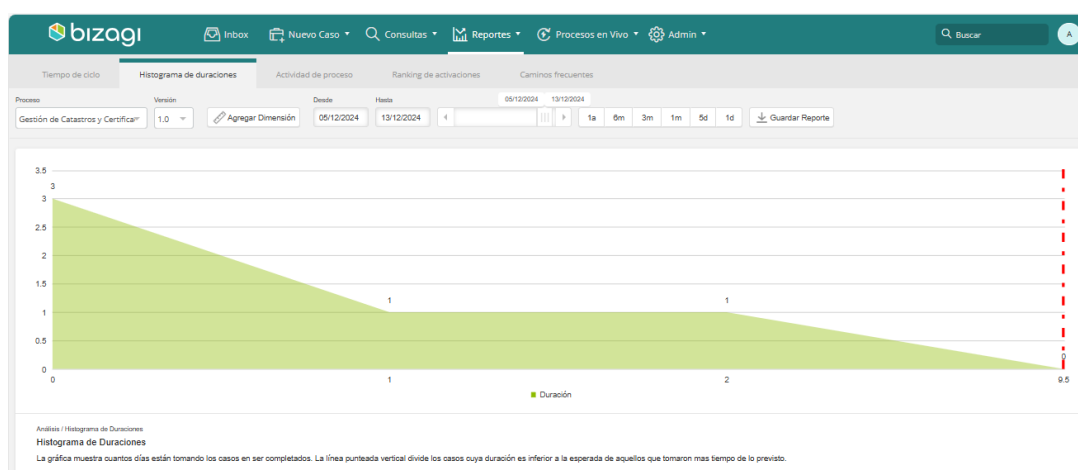 bizagi Inbox Nuevo Caso Consultas Reportes Procesos en Vivo Admin Buscar A
Tiempo de ciclo Histograma de duraciones Actividad de proceso Ranking de activaciones Caminos frecuentes
Proceso Versión Desde Hasta 05/12/2024 13/12/2024
Gestión de Catastros y Certifica 1.0 Agregar Dimensión 05/12/2024 13/12/2024 1a 6m 3m 1m 5d 1d Guardar Reporte
3.5
3
3
2.5
2
1.5
1 1
1
0.5
0
0
0 1 2 9.5
Duración
Análisis / Histograma de Duraciones
Histograma de Duraciones
La gráfica muestra cuantos días están tomando los casos en ser completados. La línea punteada vertical divide los casos cuya duración es inferior a la esperada de aquellos que tomaron mas tiempo de lo previsto.